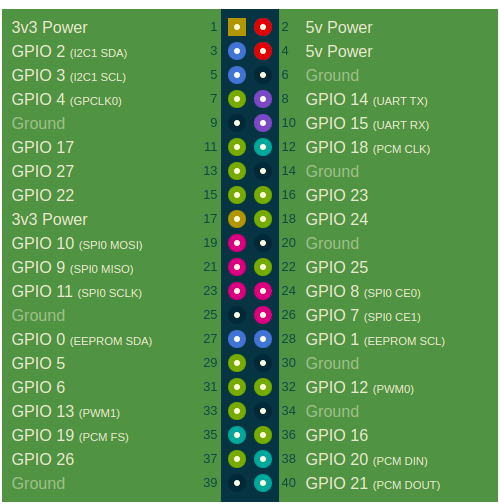 3v3 Power 1 2 5v Power
GPIO 2 (I2C1 SDA) 3 4 5v Power
GPIO 3 (I2C1 SCL) 5 6 Ground
GPIO 4 (GPCLK0) 7 8 GPIO 14 (UART TX)
Ground 9 10 GPIO 15 (UART RX)
GPIO 17 11 12 GPIO 18 (PCM CLK)
GPIO 27 13 14 Ground
GPIO 22 15 16 GPIO 23
3v3 Power 17 18 GPIO 24
GPIO 10 (SPI0 MOSI) 19 20 Ground
GPIO 9 (SPI0 MISO) 21 22 GPIO 25
GPIO 11 (SPI0 SCLK) 23 24 GPIO 8 (SPI0 CE0)
Ground 25 26 GPIO 7 (SPI0 CE1)
GPIO 0 (EEPROM SDA) 27 28 GPIO 1 (EEPROM SCL)
GPIO 5 29 30 Ground
GPIO 6 31 32 GPIO 12 (PWM0)
GPIO 13 (PWM1) 33 34 Ground
GPIO 19 (PCM FS) 35 36 GPIO 16
GPIO 26 37 38 GPIO 20 (PCM DIN)
Ground 39 40 GPIO 21 (PCM DOUT)